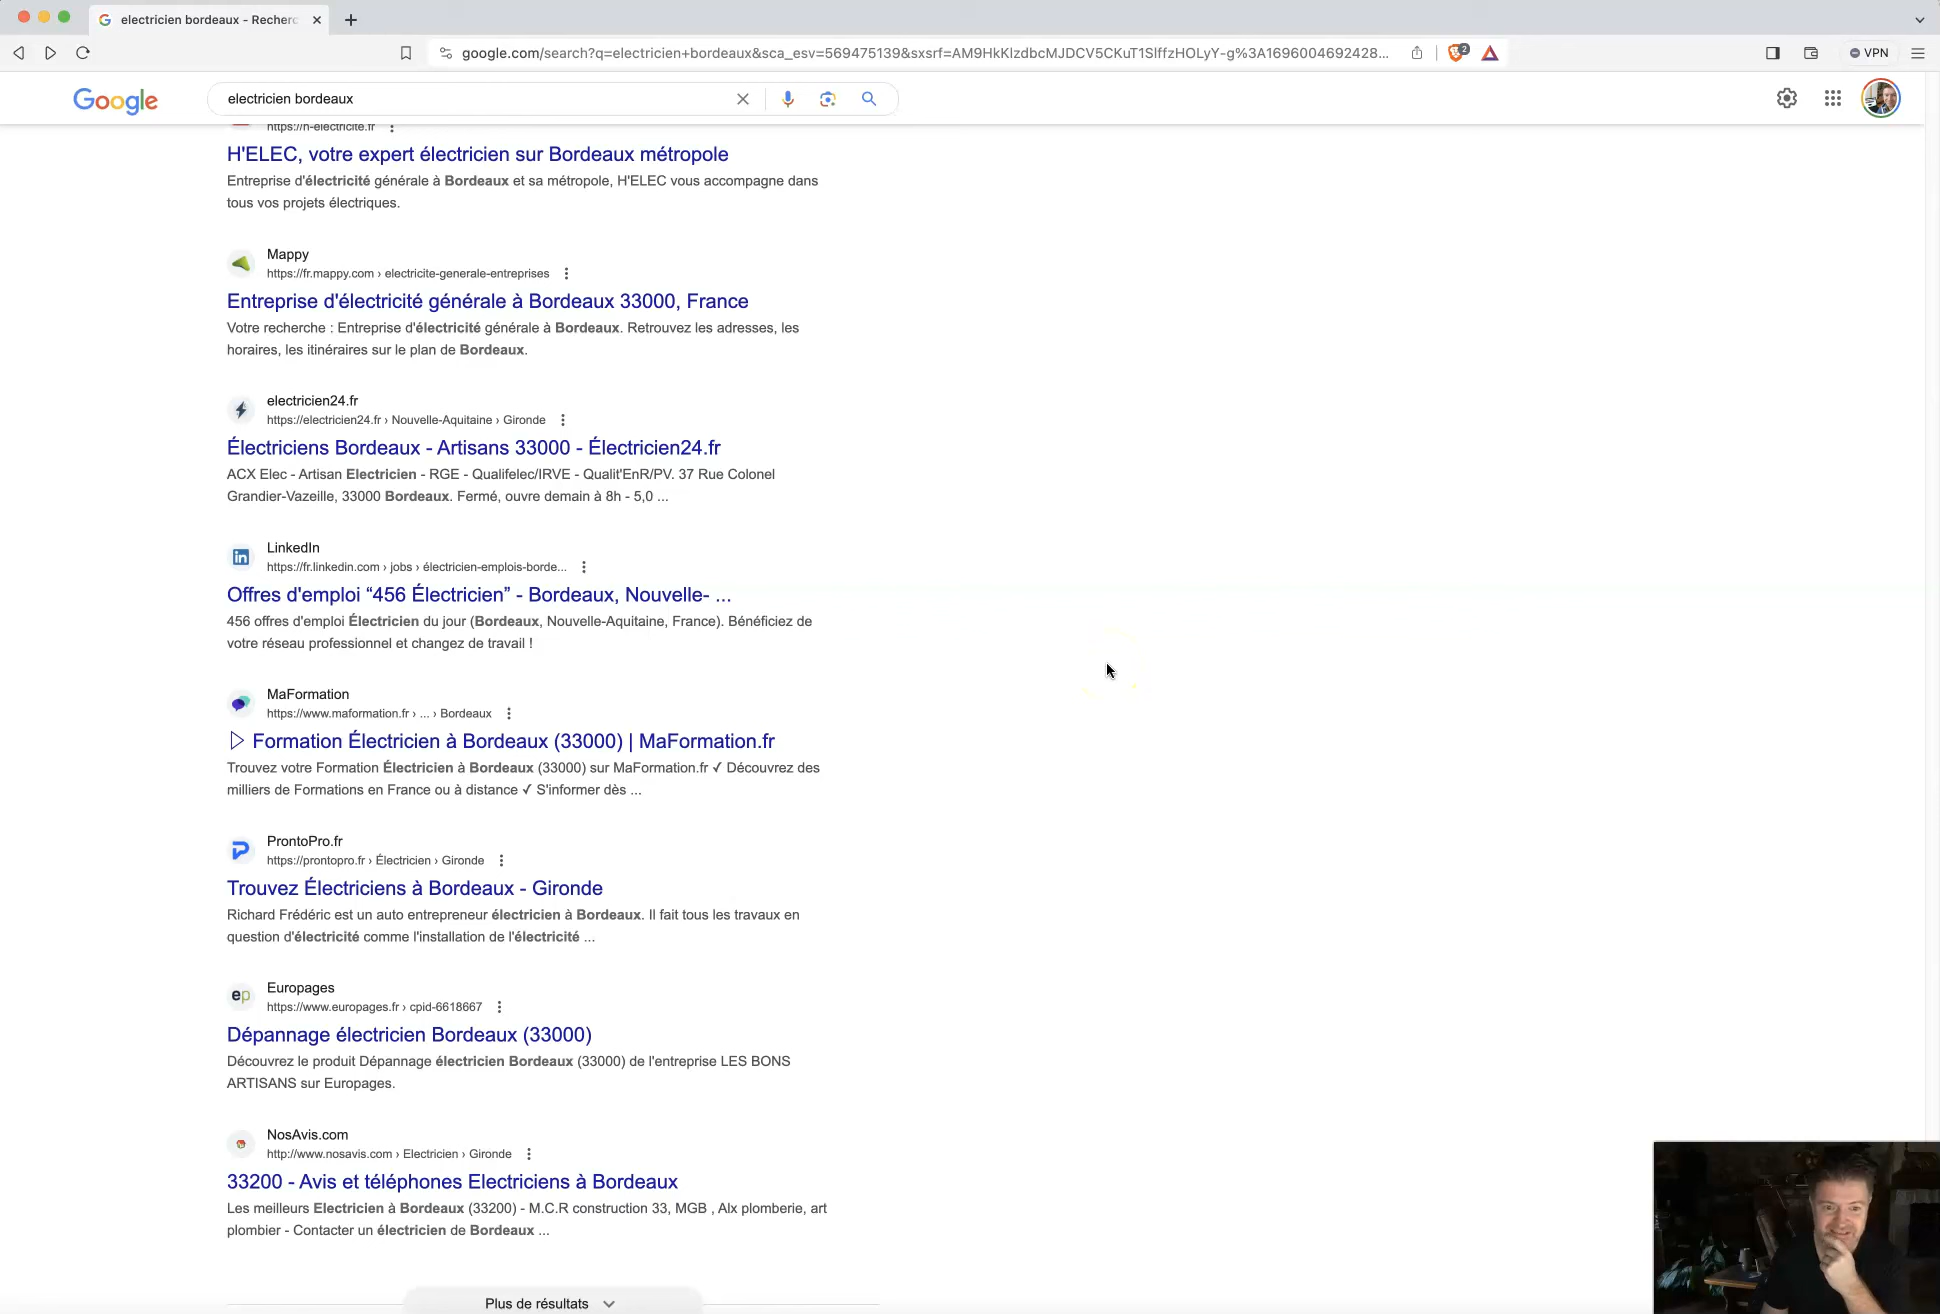 electricien bordeaux - Recherc
google.com/search?q=electricien+bordeaux&sca_esv=569475139&sxsrf=AM9HkKlzdbcMJDCV5CKuT1SlffzHOLyY-g%3A1696004692428...
2
VPN
Google
electricien bordeaux
https://h-electricite.fr
H'ELEC, votre expert électricien sur Bordeaux métropole
Entreprise d'électricité générale à Bordeaux et sa métropole, H'ELEC vous accompagne dans
tous vos projets électriques.
Mappy
https://fr.mappy.com › electricite-generale-entreprises
Entreprise d'électricité générale à Bordeaux 33000, France
Votre recherche : Entreprise d'électricité générale à Bordeaux. Retrouvez les adresses, les
horaires, les itinéraires sur le plan de Bordeaux.
electricien24.fr
https://electricien24.fr › Nouvelle-Aquitaine › Gironde
Électriciens Bordeaux - Artisans 33000 - Électricien24.fr
ACX Elec - Artisan Electricien - RGE - Qualifelec/IRVE - Qualit'EnR/PV. 37 Rue Colonel
Grandier-Vazeille, 33000 Bordeaux. Fermé, ouvre demain à 8h - 5,0 ...
LinkedIn
https://fr.linkedin.com › jobs › électricien-emplois-borde...
Offres d'emploi “456 Électricien” - Bordeaux, Nouvelle- ...
456 offres d'emploi Électricien du jour (Bordeaux, Nouvelle-Aquitaine, France). Bénéficiez de
votre réseau professionnel et changez de travail !
MaFormation
https://www.maformation.fr › ... › Bordeaux
▷ Formation Électricien à Bordeaux (33000) | MaFormation.fr
Trouvez votre Formation Électricien à Bordeaux (33000) sur MaFormation.fr ✓ Découvrez des
milliers de Formations en France ou à distance ✓ S'informer dès ...
ProntoPro.fr
https://prontopro.fr › Électricien › Gironde
Trouvez Électriciens à Bordeaux - Gironde
Richard Frédéric est un auto entrepreneur électricien à Bordeaux. Il fait tous les travaux en
question d'électricité comme l'installation de l'électricité ...
ep
Europages
https://www.europages.fr › cpid-6618667
Dépannage électricien Bordeaux (33000)
Découvrez le produit Dépannage électricien Bordeaux (33000) de l'entreprise LES BONS
ARTISANS sur Europages.
NosAvis.com
http://www.nosavis.com › Electricien › Gironde
33200 - Avis et téléphones Electriciens à Bordeaux
Les meilleurs Electricien à Bordeaux (33200) - M.C.R construction 33, MGB , Alx plomberie, art
plombier - Contacter un électricien de Bordeaux ...
Plus de résultats